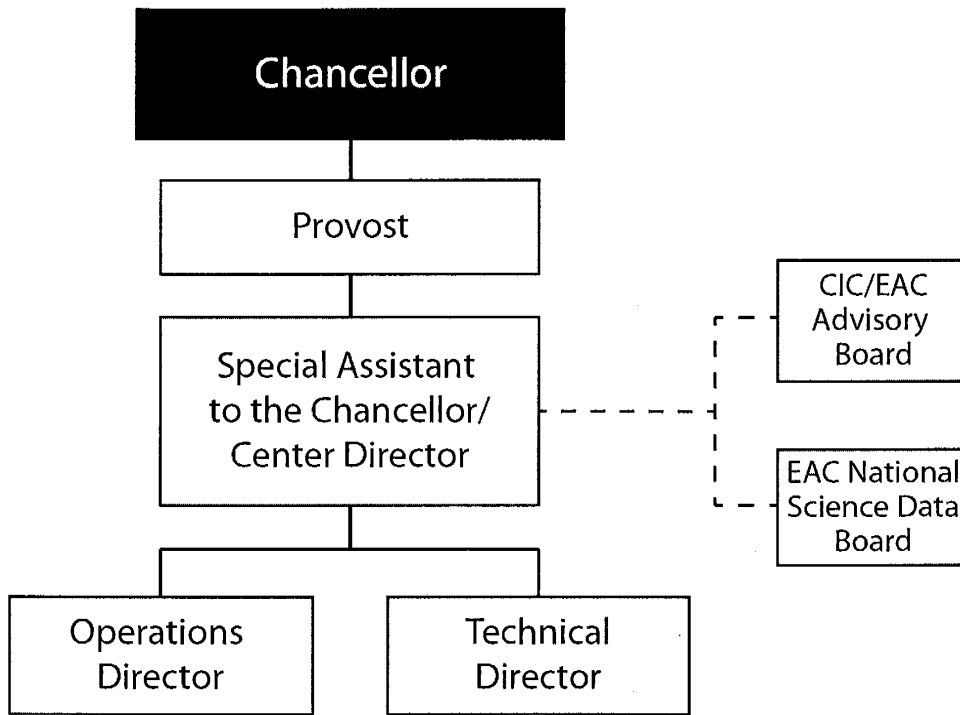 Chancellor
Provost
Special Assistant
to the Chancellor/
Center Director
CIC/EAC
Advisory
Board
EAC National
Science Data
Board
Operations
Director
Technical
Director